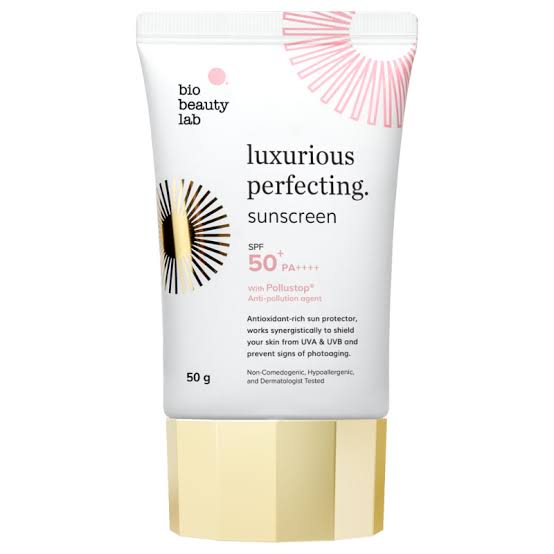 bio
beauty
lab
luxurious
perfecting.
sunscreen
SPF
50+ PA++++
With Pollustop®
Anti-pollution agent
Antioxidant-rich sun protector,
works synergistically to shield
your skin from UVA & UVB and
prevent signs of photoaging.
50 g
Non-Comedogenic, Hypoallergenic,
and Dermatologist Tested